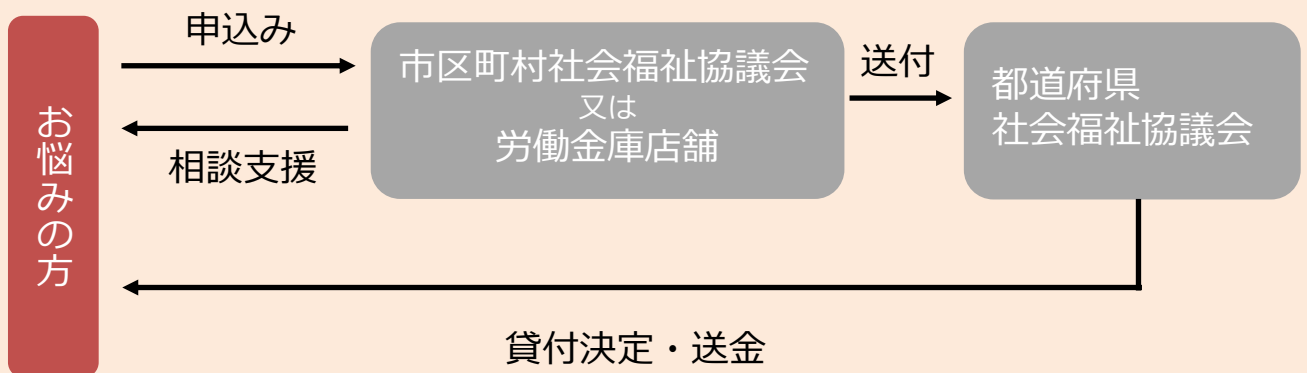 お悩みの方
申込み
相談支援
市区町村社会福祉協議会
又は
労働金庫店舗
送付
都道府県
社会福祉協議会
貸付決定・送金